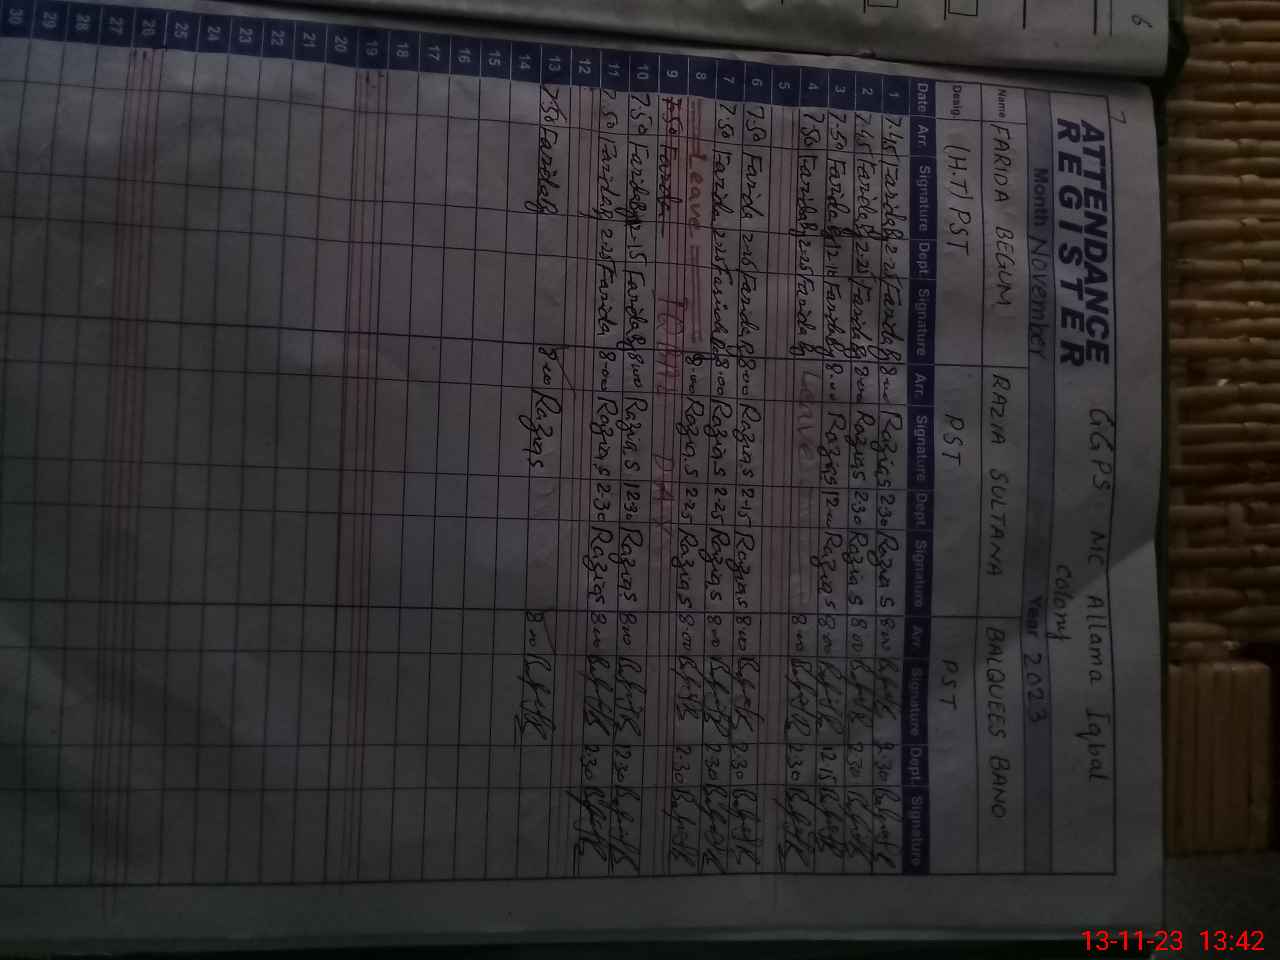 6
7
ATTENDANCE REGISTER
GGPS MC Allama Iqbal colony
Month November Year 2023
Name FARIDA BEGUM RAZIA SULTANA BALQUEES BANO
Desig. (H.T) PST PST PST
Date Arr. Signature Dept. Signature Arr. Signature Dept. Signature Arr. Signature Dept. Signature
1 7.45 Farida B 2.25 Farida B 8.00 Razia S 2.30 Razia S 8.00 2.30
2 7.45 Farida B 2.25 Farida B 8.00 Razia S 2.30 Razia S 8.00 2.30
3 7.50 Farida B 12.10 Farida B 8.00 Razia S 12.00 Razia S 8.00 12.15
4 7.50 Farida B 2.25 Farida B Leave 8.00 2.30
5
6 7.50 Farida 2.25 Farida B 8.00 Razia S 2.15 Razia S 8.00 2.30
7 7.50 Farida 2.25 Farida B 8.00 Razia S 2.25 Razia S 8.00 2.30
8 Leave 8.00 Razia S 2.25 Razia S 8.00 2.30
9 7.50 Farida IQBAL DAY
10 7.50 Farida B 12.15 Farida B 8.00 Razia S 12.30 Razia S 8.00 12.30
11 7.50 Farida B 2.25 Farida 8.00 Razia S 2.30 Razia S 8.00 2.30
12
13 7.50 Farida B 8.00 Razia S 8.00
14
15
16
17
18
19
20
21
22
23
24
25
26
27
28
29
30
13-11-23 13:42